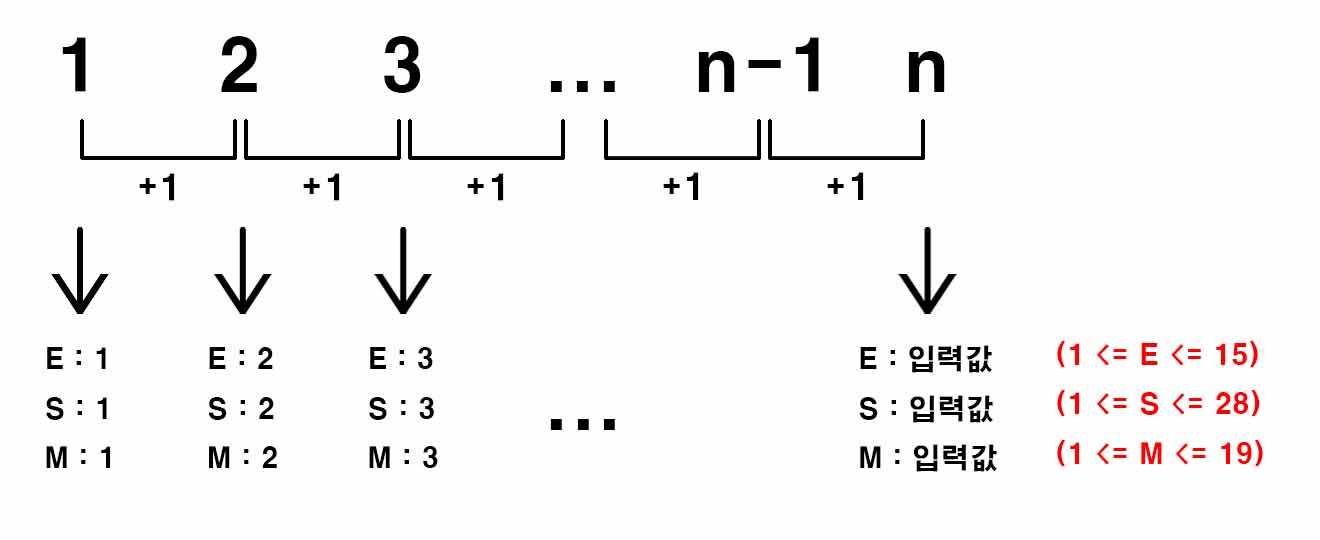 1 2 3 ... n-1 n
+1 +1 +1 +1 +1
E : 1 E : 2 E : 3 E : 입력값 (1 <= E <= 15)
S : 1 S : 2 S : 3 ... S : 입력값 (1 <= S <= 28)
M : 1 M : 2 M : 3 M : 입력값 (1 <= M <= 19)